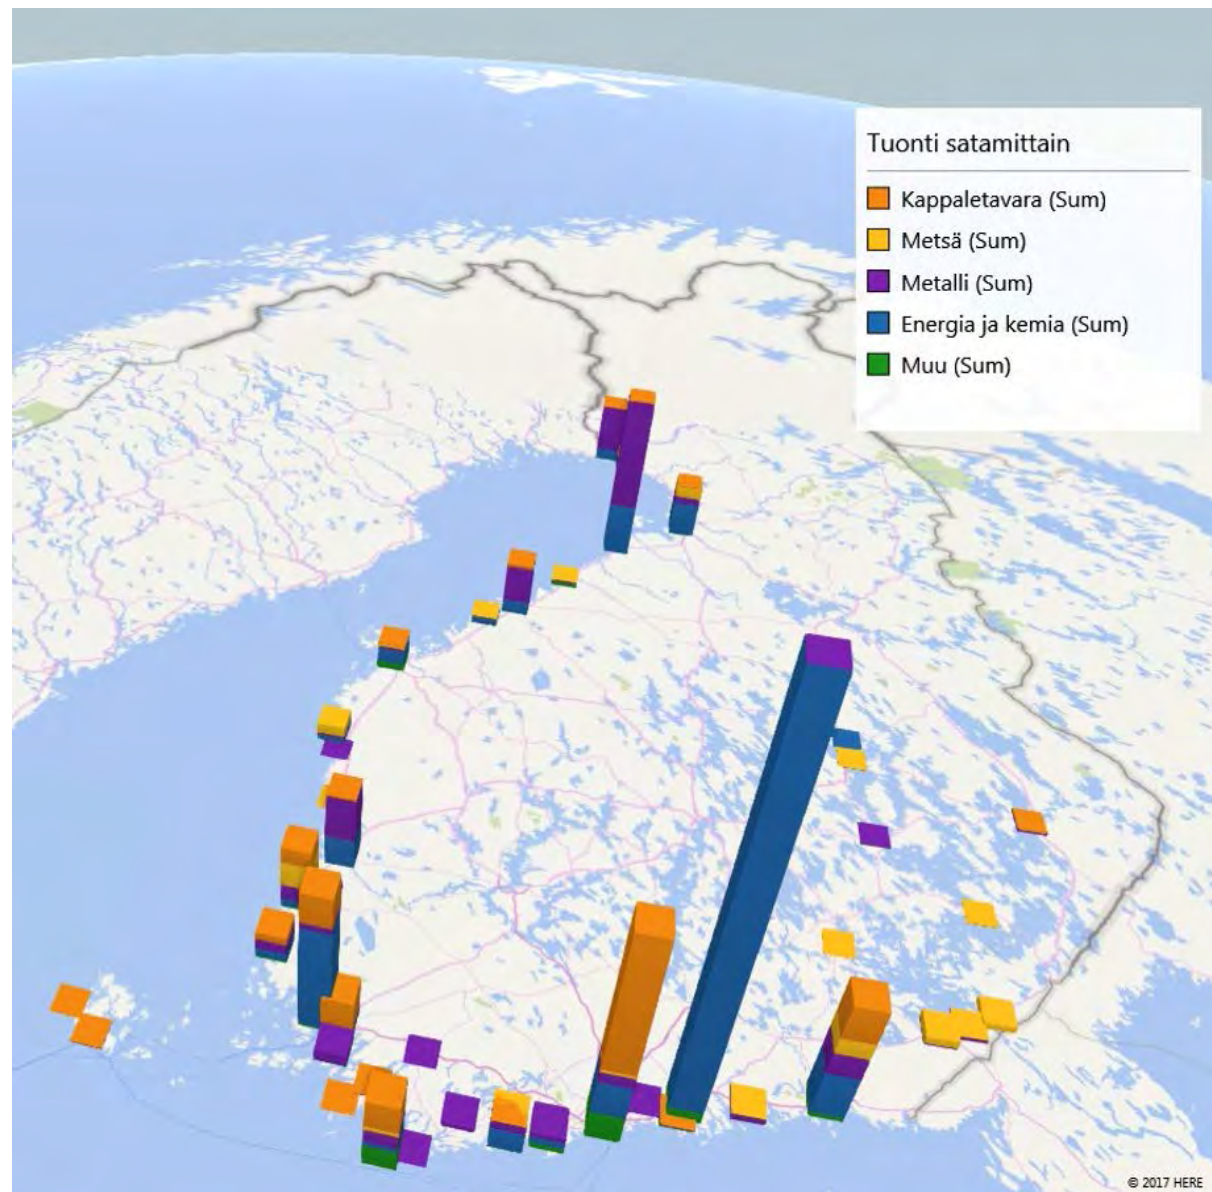 Tuonti satamittain
Kappaletavara (Sum)
Metsä (Sum)
Metalli (Sum)
Energia ja kemia (Sum)
Muu (Sum)
© 2017 HERE